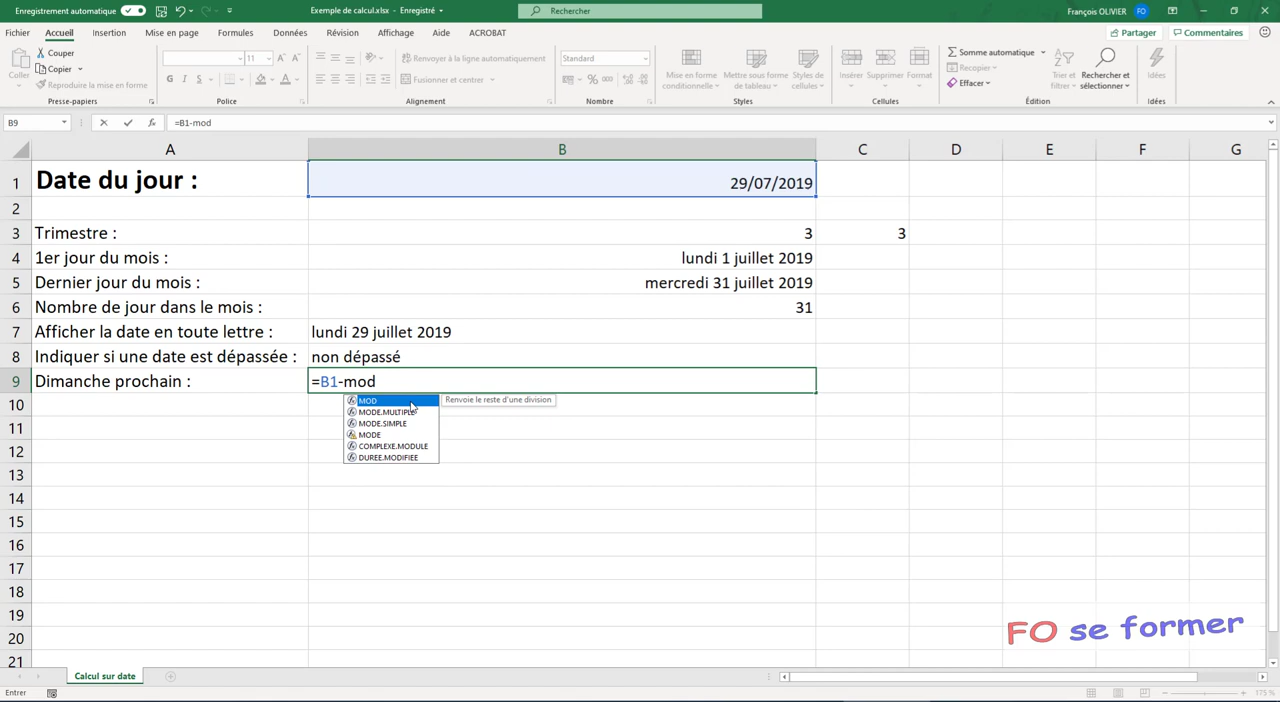 Enregistrement automatique
Exemple de calcul.xlsx - Enregistré
Rechercher
François OLIVIER FO
Fichier Accueil Insertion Mise en page Formules Données Révision Affichage Aide ACROBAT Partager Commentaires
Coller
Couper
Copier
Reproduire la mise en forme
11
G I S
Renvoyer à la ligne automatiquement
Fusionner et centrer
Standard
% 000
Mise en forme conditionnelle
Mettre sous forme de tableau
Styles de cellules
Insérer Supprimer Format
Somme automatique
Recopier
Effacer
Trier et filtrer
Rechercher et sélectionner
Idées
Presse-papiers Police Alignement Nombre Styles Cellules Édition Idées
B9 fx =B1-mod
A B C D E F G
1 Date du jour : 29/07/2019
2
3 Trimestre : 3 3
4 1er jour du mois : lundi 1 juillet 2019
5 Dernier jour du mois : mercredi 31 juillet 2019
6 Nombre de jour dans le mois : 31
7 Afficher la date en toute lettre : lundi 29 juillet 2019
8 Indiquer si une date est dépassée : non dépassé
9 Dimanche prochain : =B1-mod
MOD Renvoie le reste d'une division
MODE.MULTIPLE
MODE.SIMPLE
MODE
COMPLEXE.MODULE
DUREE.MODIFIEE
10
11
12
13
14
15
16
17
18
19
20
21
FO se former
Calcul sur date
Entrer
175 %